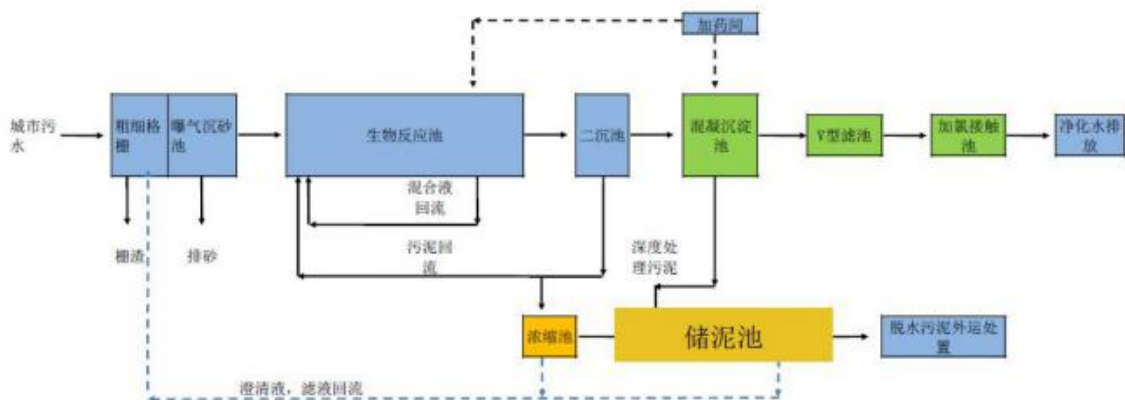 加药间
城市污
水
粗细格
栅
曝气沉砂
池
生物反应池
二沉池
混凝沉淀
池
V型滤池
加氯接触
池
净化水排
放
混合液
回流
栅渣
排砂
污泥回
流
深度处
理污泥
浓缩池
储泥池
脱水污泥外运处
置
澄清液，滤液回流